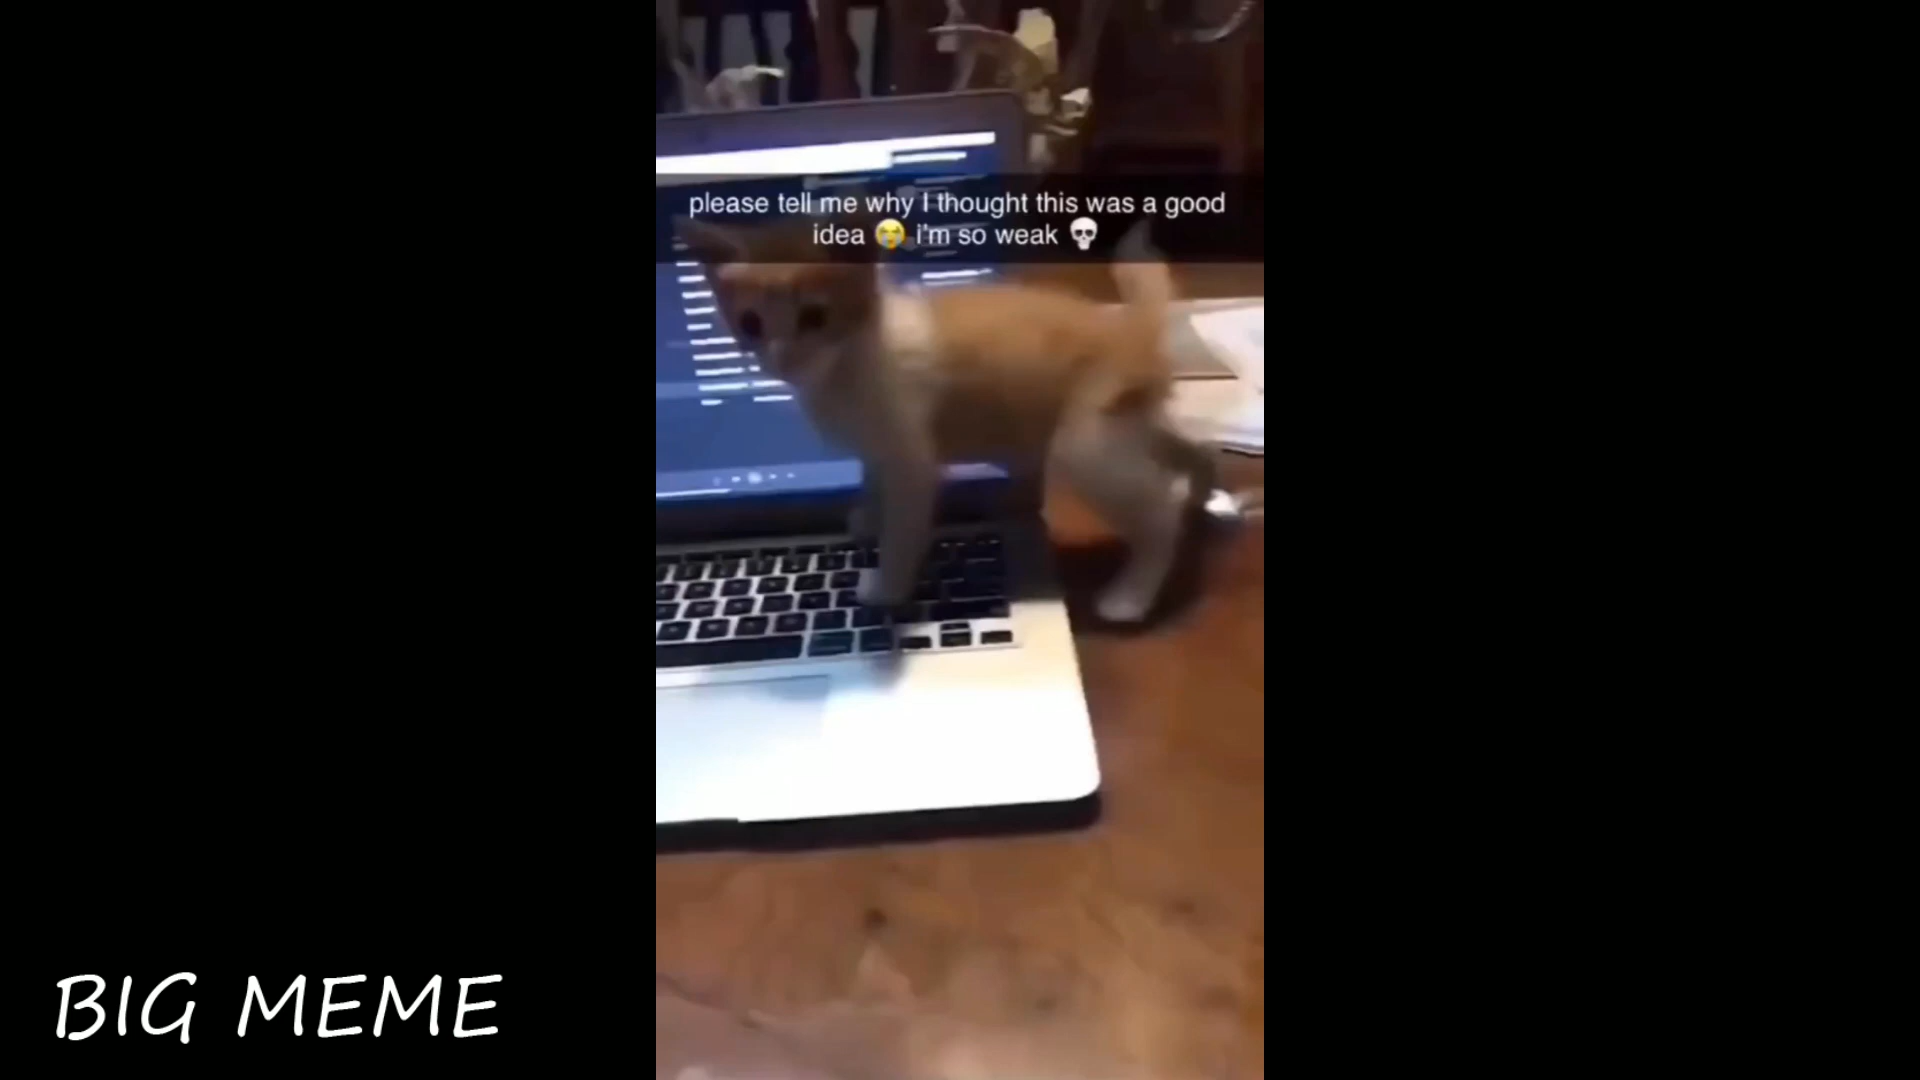 please tell me why I thought this was a good
idea 😭 i'm so weak 💀
BIG MEME